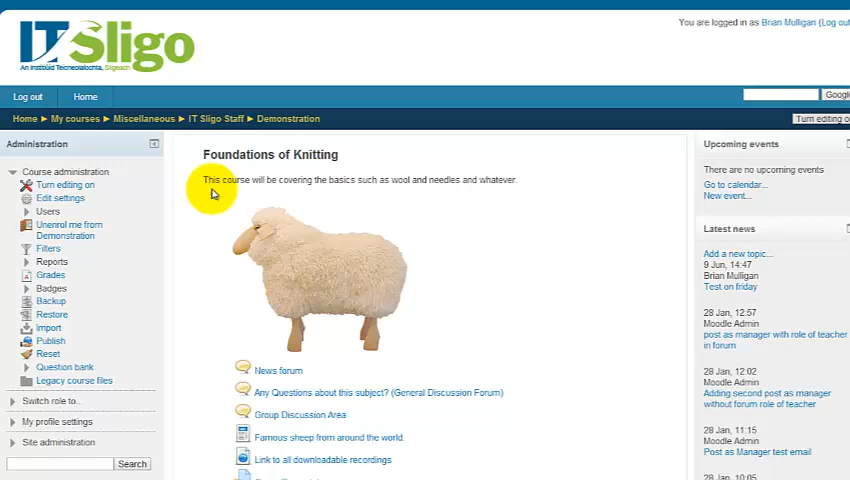 You are logged in as Brian Mulligan (Log out
ITSligo
An Institiúid Teicneolaíochta, Sligeach
Log out Home Google
Home ► My courses ► Miscellaneous ► IT Sligo Staff ► Demonstration
Turn editing
Administration
Course administration
Turn editing on
Edit settings
Users
Unenrol me from
Demonstration
Filters
Reports
Grades
Badges
Backup
Restore
Import
Publish
Reset
Question bank
Legacy course files
Switch role to...
My profile settings
Site administration
Search
Foundations of Knitting
This course will be covering the basics such as wool and needles and whatever.
News forum
Any Questions about this subject? (General Discussion Forum)
Group Discussion Area
Famous sheep from around the world
Link to all downloadable recordings
Upcoming events
There are no upcoming events
Go to calendar...
New event...
Latest news
Add a new topic...
9 Jun, 14:47
Brian Mulligan
Test on friday
28 Jan, 12:57
Moodle Admin
post as manager with role of teacher
in forum
28 Jan, 12:02
Moodle Admin
Adding second post as manager
without forum role of teacher
28 Jan, 11:15
Moodle Admin
Post as Manager test email
28 Jan, 10:05